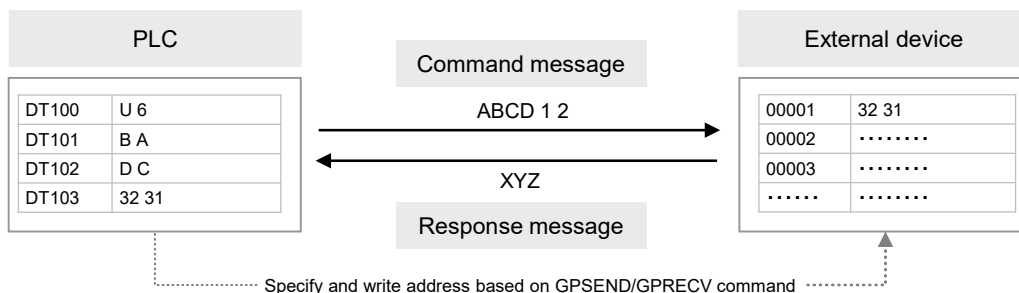 PLC
External device
Command message
ABCD 1 2
XYZ
Response message
DT100 U 6
DT101 B A
DT102 D C
DT103 32 31
00001 32 31
00002 ････････
00003 ････････
･･････ ････････
Specify and write address based on GPSEND/GPRECV command